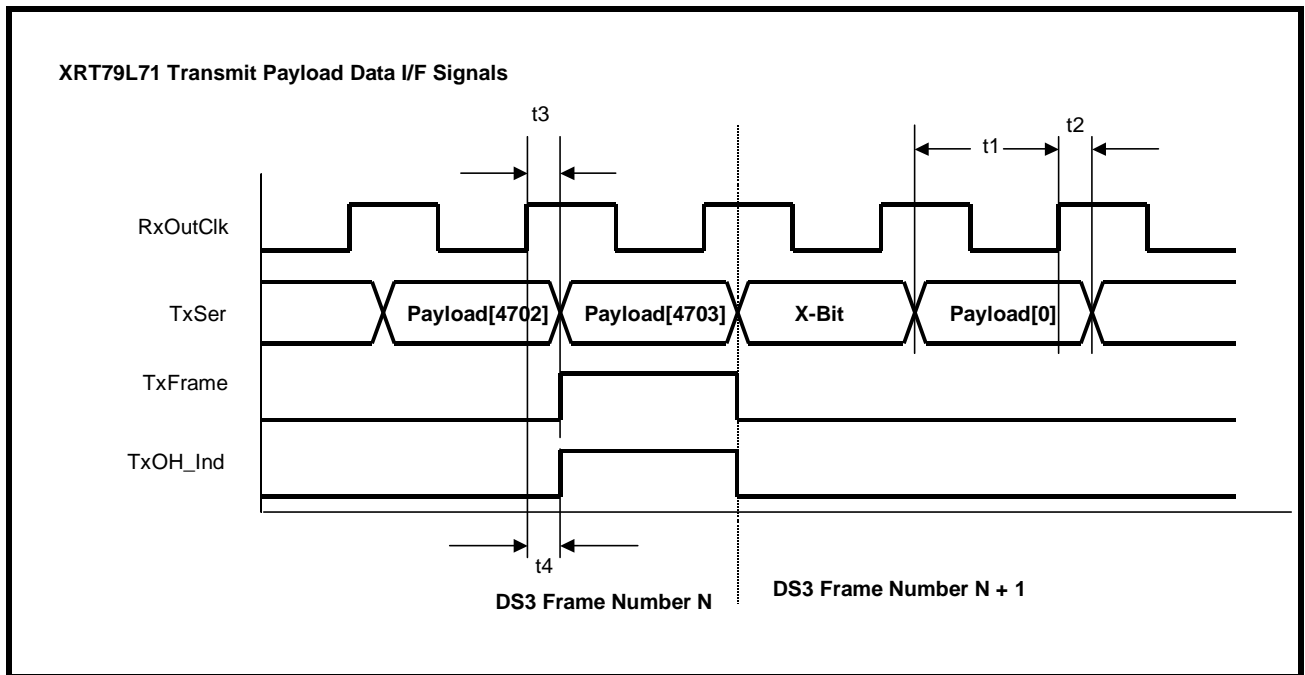 XRT79L71 Transmit Payload Data I/F Signals
t3
t2
t1
RxOutClk
TxSer
Payload[4702]
Payload[4703]
X-Bit
Payload[0]
TxFrame
TxOH_Ind
t4
DS3 Frame Number N
DS3 Frame Number N + 1